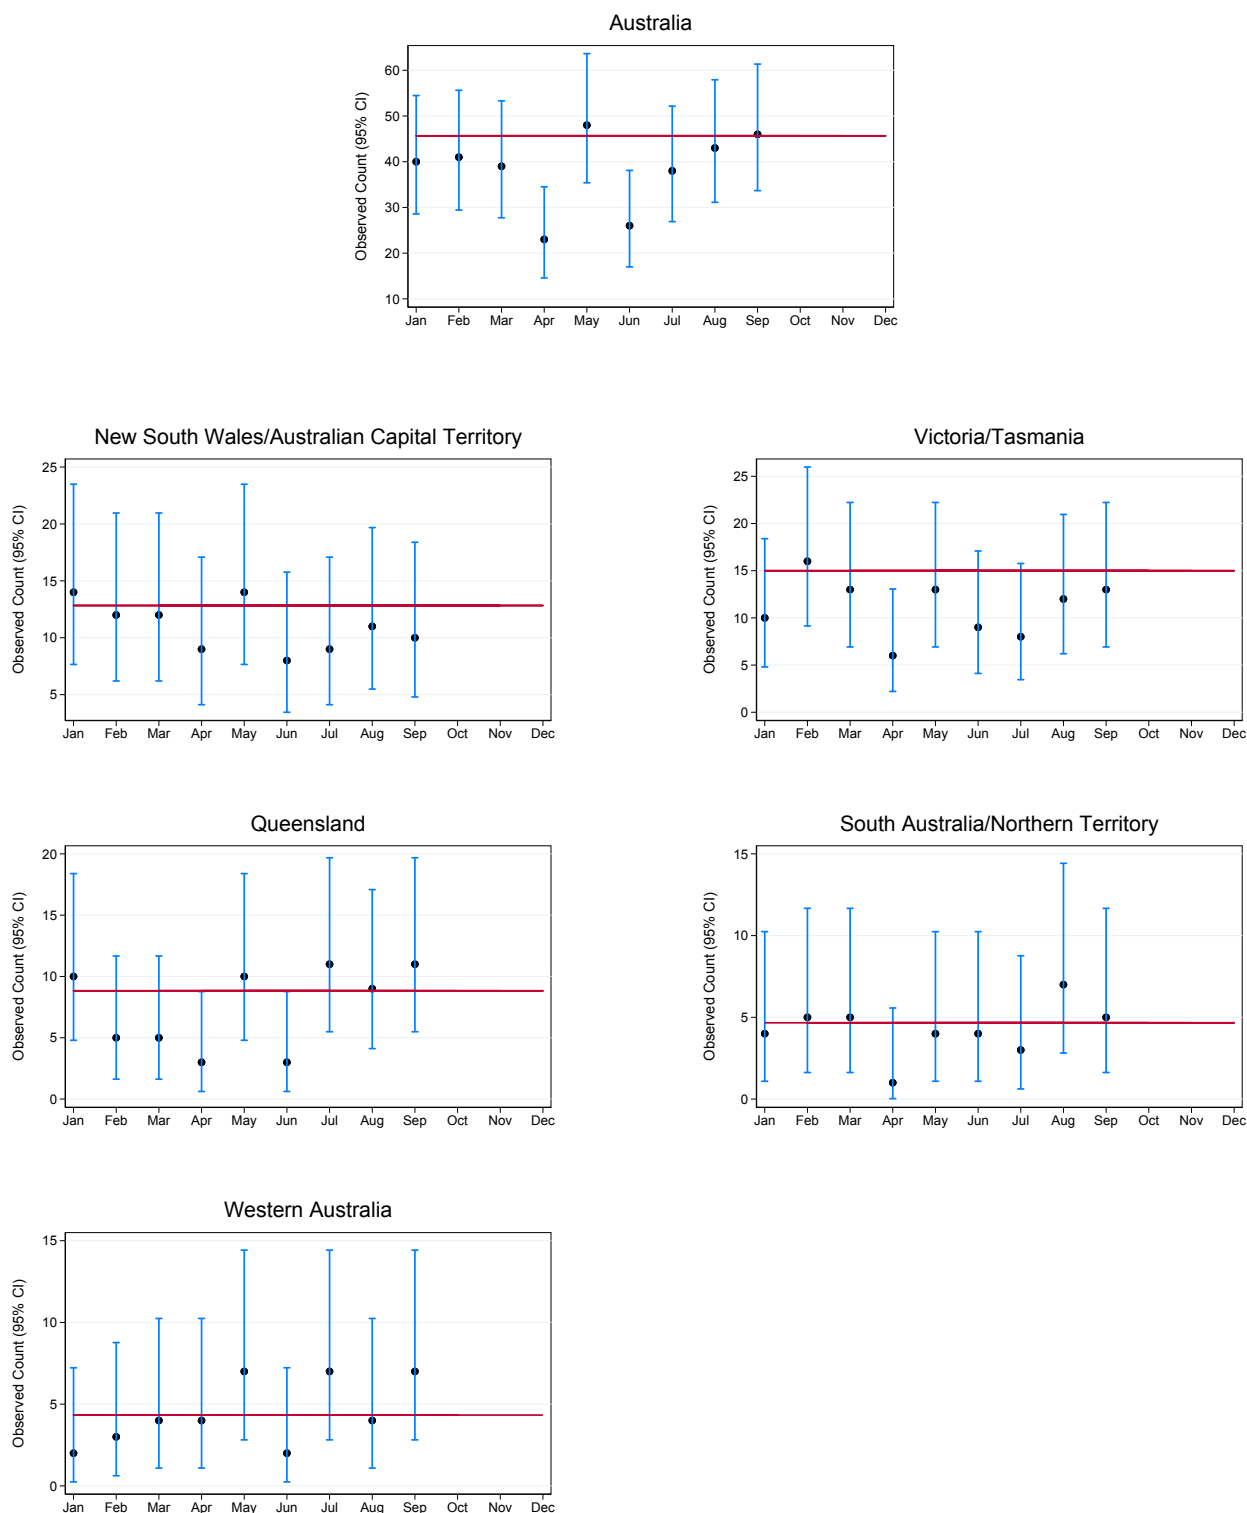 Australia
Observed Count (95% CI)
60
50
40
30
20
10
Jan Feb Mar Apr May Jun Jul Aug Sep Oct Nov Dec
New South Wales/Australian Capital Territory
Observed Count (95% CI)
25
20
15
10
5
Jan Feb Mar Apr May Jun Jul Aug Sep Oct Nov Dec
Victoria/Tasmania
Observed Count (95% CI)
25
20
15
10
5
0
Jan Feb Mar Apr May Jun Jul Aug Sep Oct Nov Dec
Queensland
Observed Count (95% CI)
20
15
10
5
0
Jan Feb Mar Apr May Jun Jul Aug Sep Oct Nov Dec
South Australia/Northern Territory
Observed Count (95% CI)
15
10
5
0
Jan Feb Mar Apr May Jun Jul Aug Sep Oct Nov Dec
Western Australia
Observed Count (95% CI)
15
10
5
0
Jan Feb Mar Apr May Jun Jul Aug Sep Oct Nov Dec